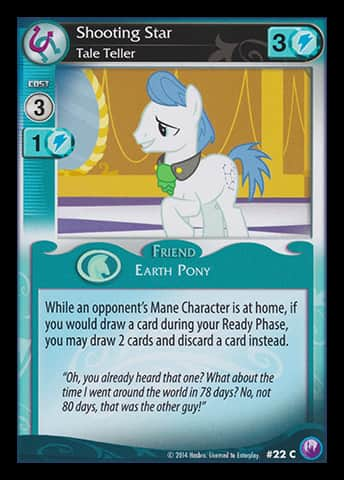 Shooting Star
Tale Teller
3
COST
3
1
FRIEND
EARTH PONY
While an opponent's Mane Character is at home, if
you would draw a card during your Ready Phase,
you may draw 2 cards and discard a card instead.
"Oh, you already heard that one? What about the
time I went around the world in 78 days? No, not
80 days, that was the other guy!"
© 2014 Hasbro. Licensed to Enterplay.
#22 C